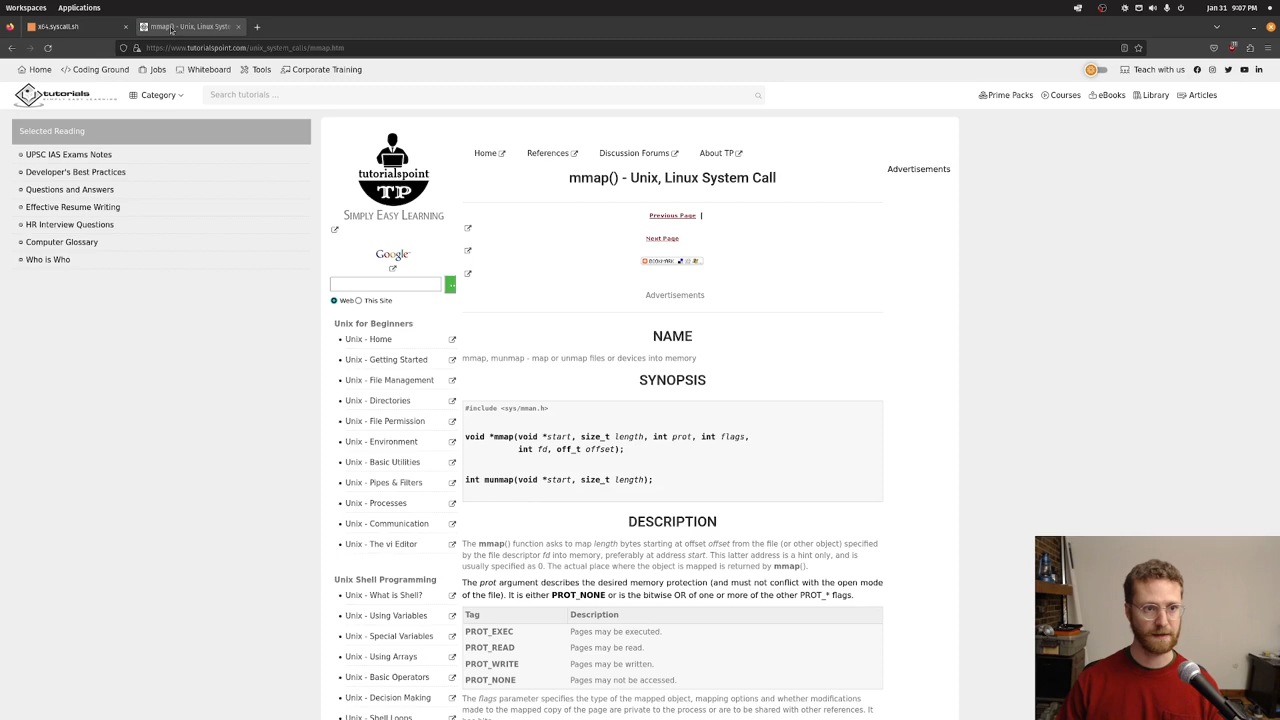 Workspaces Applications
Jan 31 9:07 PM
x64.syscall.sh
mmap() - Unix, Linux Syst
https://www.tutorialspoint.com/unix_system_calls/mmap.htm
Home Coding Ground Jobs Whiteboard Tools Corporate Training Teach with us
tutorials Category Search tutorials ... Prime Packs Courses eBooks Library Articles
Selected Reading
UPSC IAS Exams Notes
Developer's Best Practices
Questions and Answers
Effective Resume Writing
HR Interview Questions
Computer Glossary
Who is Who
tutorialspoint
TP
SIMPLY EASY LEARNING
Google
Web This Site
Unix for Beginners
Unix - Home
Unix - Getting Started
Unix - File Management
Unix - Directories
Unix - File Permission
Unix - Environment
Unix - Basic Utilities
Unix - Pipes & Filters
Unix - Processes
Unix - Communication
Unix - The vi Editor
Unix Shell Programming
Unix - What is Shell?
Unix - Using Variables
Unix - Special Variables
Unix - Using Arrays
Unix - Basic Operators
Unix - Decision Making
Unix - Shell Loops
Home References Discussion Forums About TP
mmap() - Unix, Linux System Call
Previous Page |
Next Page
Advertisements
NAME
mmap, munmap - map or unmap files or devices into memory
SYNOPSIS
#include <sys/mman.h>
void *mmap(void *start, size_t length, int prot, int flags,
int fd, off_t offset);
int munmap(void *start, size_t length);
DESCRIPTION
The mmap() function asks to map length bytes starting at offset offset from the file (or other object) specified
by the file descriptor fd into memory, preferably at address start. This latter address is a hint only, and is
usually specified as 0. The actual place where the object is mapped is returned by mmap().
The prot argument describes the desired memory protection (and must not conflict with the open mode
of the file). It is either PROT_NONE or is the bitwise OR of one or more of the other PROT_* flags.
Tag Description
PROT_EXEC Pages may be executed.
PROT_READ Pages may be read.
PROT_WRITE Pages may be written.
PROT_NONE Pages may not be accessed.
The flags parameter specifies the type of the mapped object, mapping options and whether modifications
made to the mapped copy of the page are private to the process or are to be shared with other references. It
Advertisements